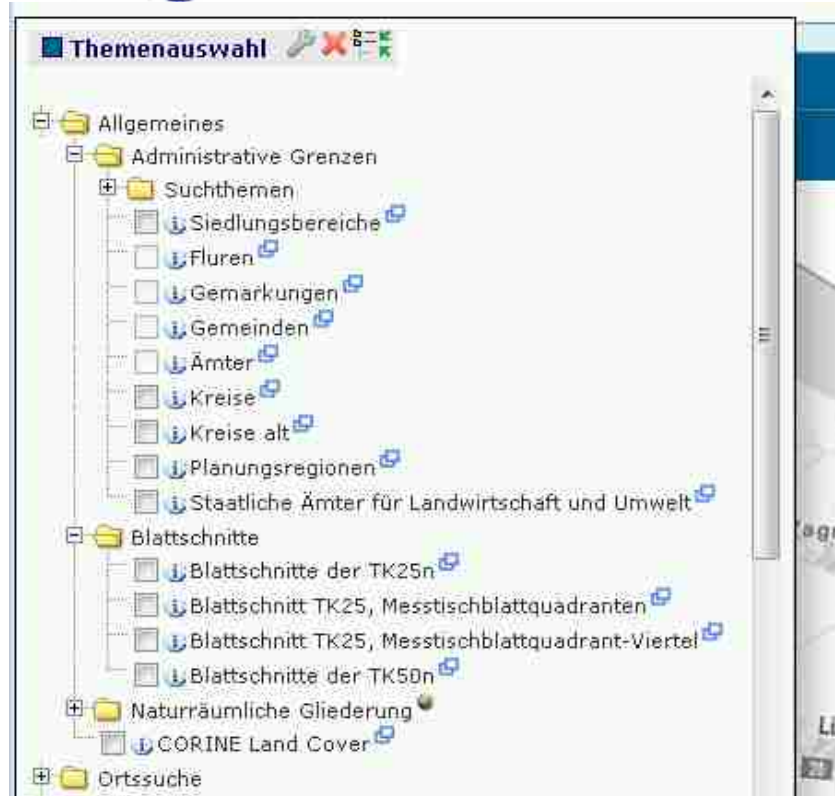 Themenauswahl
Allgemeines
Administrative Grenzen
Suchthemen
Siedlungsbereiche
Fluren
Gemarkungen
Gemeinden
Ämter
Kreise
Kreise alt
Planungsregionen
Staatliche Ämter für Landwirtschaft und Umwelt
Blattschnitte
Blattschnitte der TK25n
Blattschnitt TK25, Messtischblattquadranten
Blattschnitt TK25, Messtischblattquadrant-Viertel
Blattschnitte der TK50n
Naturräumliche Gliederung
CORINE Land Cover
Ortssuche